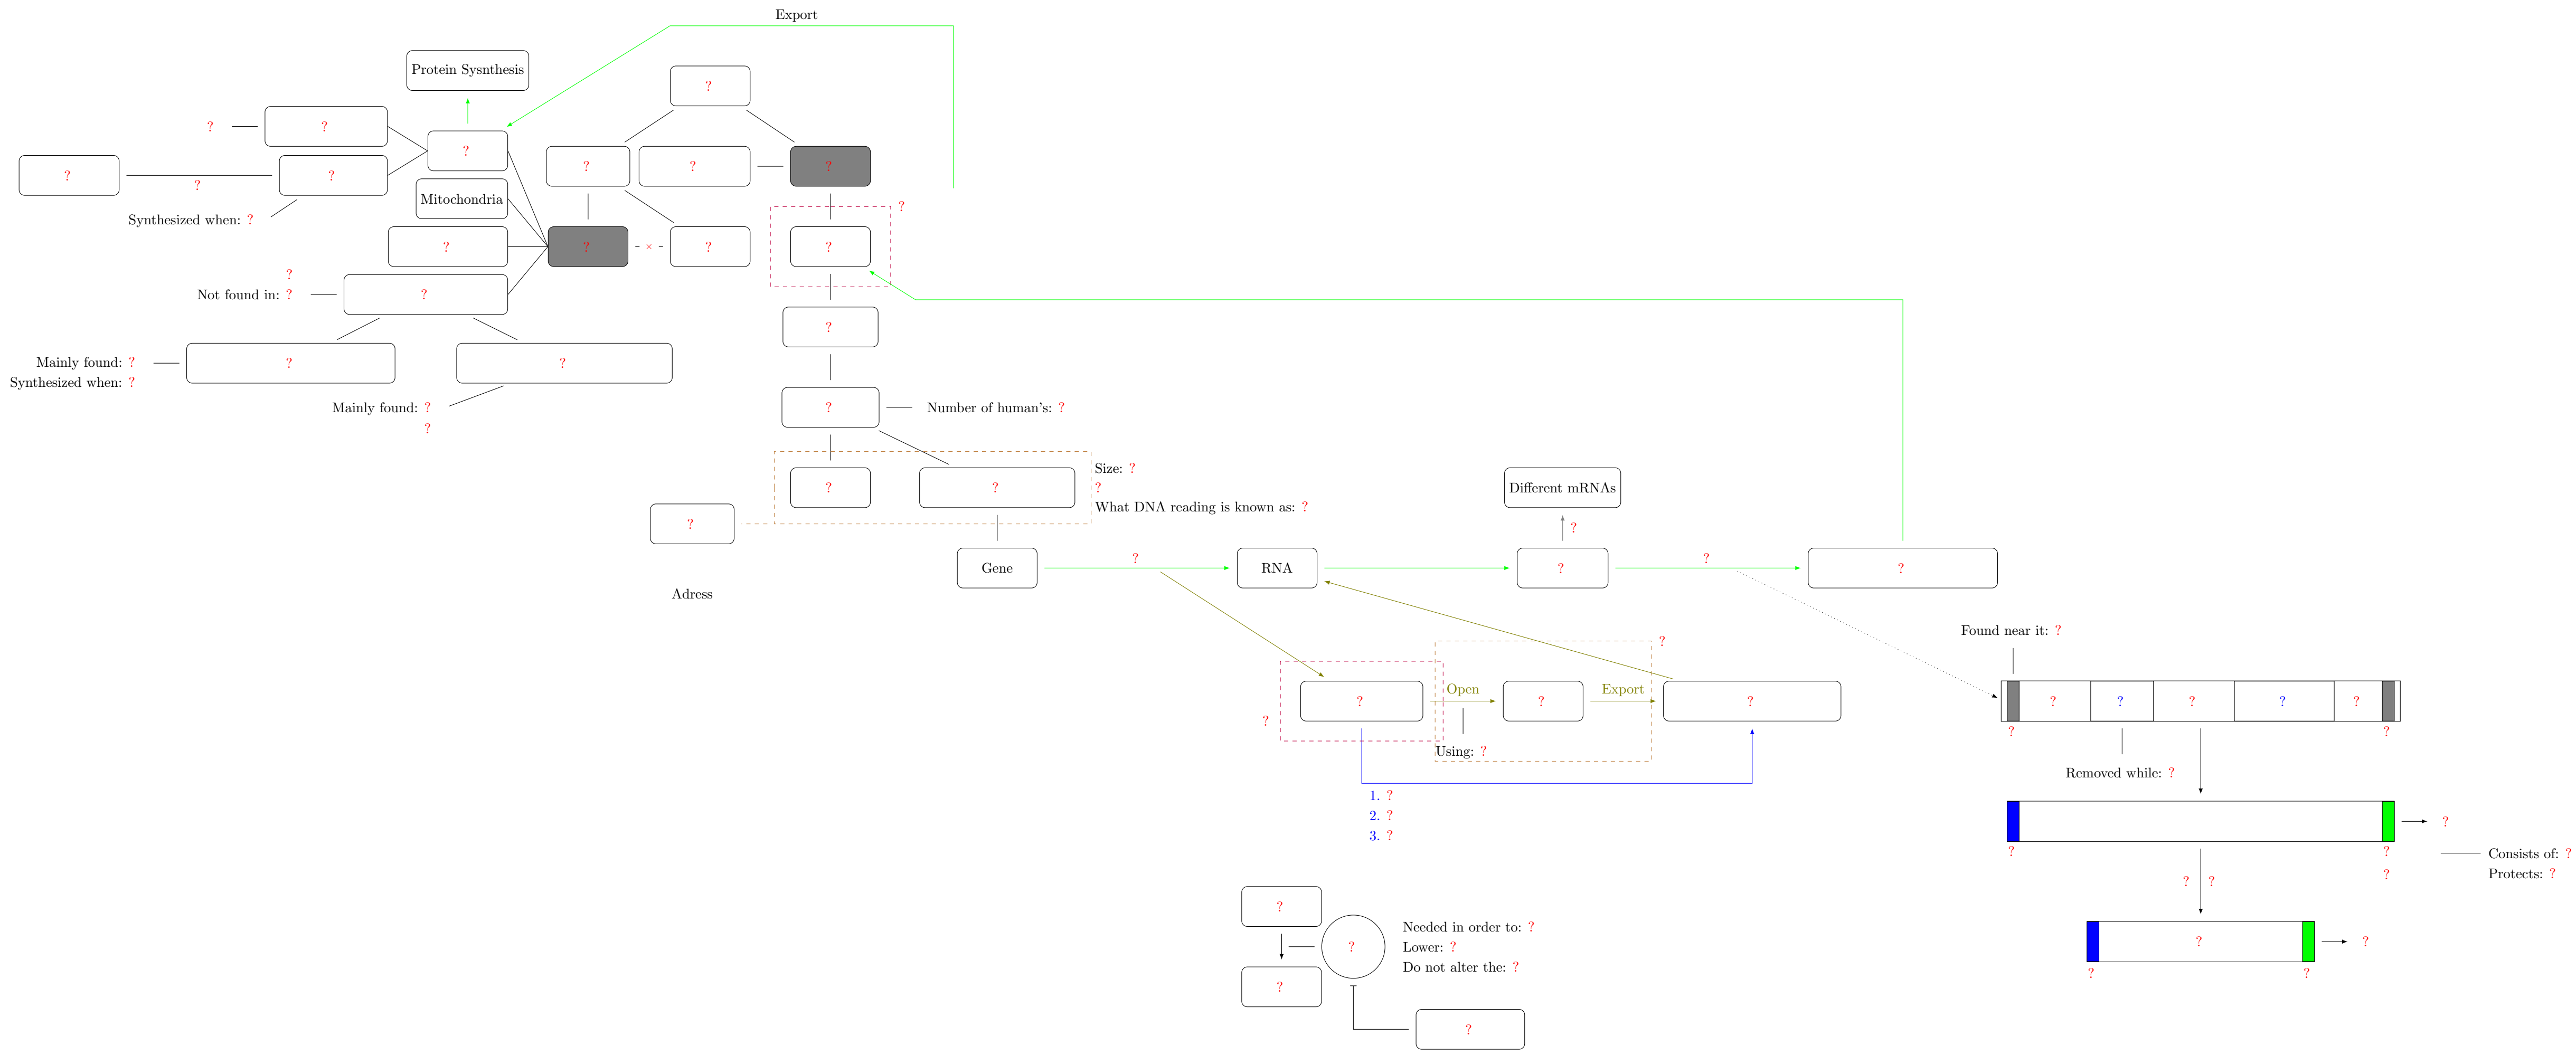 Export
Protein Sysnthesis
?
?
?
?
?
?
?
?
?
?
?
Synthesized when: ?
Mitochondria
?
?
?
×
?
?
?
Not found in: ?
?
?
Mainly found: ?
Synthesized when: ?
?
?
Mainly found: ?
?
?
Number of human's: ?
?
?
Size: ?
?
What DNA reading is known as: ?
?
Adress
Gene
?
RNA
Different mRNAs
?
?
?
?
Found near it: ?
?
?
?
Open
?
Export
?
Using: ?
1. ?
2. ?
3. ?
?
?
?
?
?
?
?
Removed while: ?
?
?
?
?
Consists of: ?
Protects: ?
?
?
?
?
?
?
?
?
?
Needed in order to: ?
Lower: ?
Do not alter the: ?
?
?